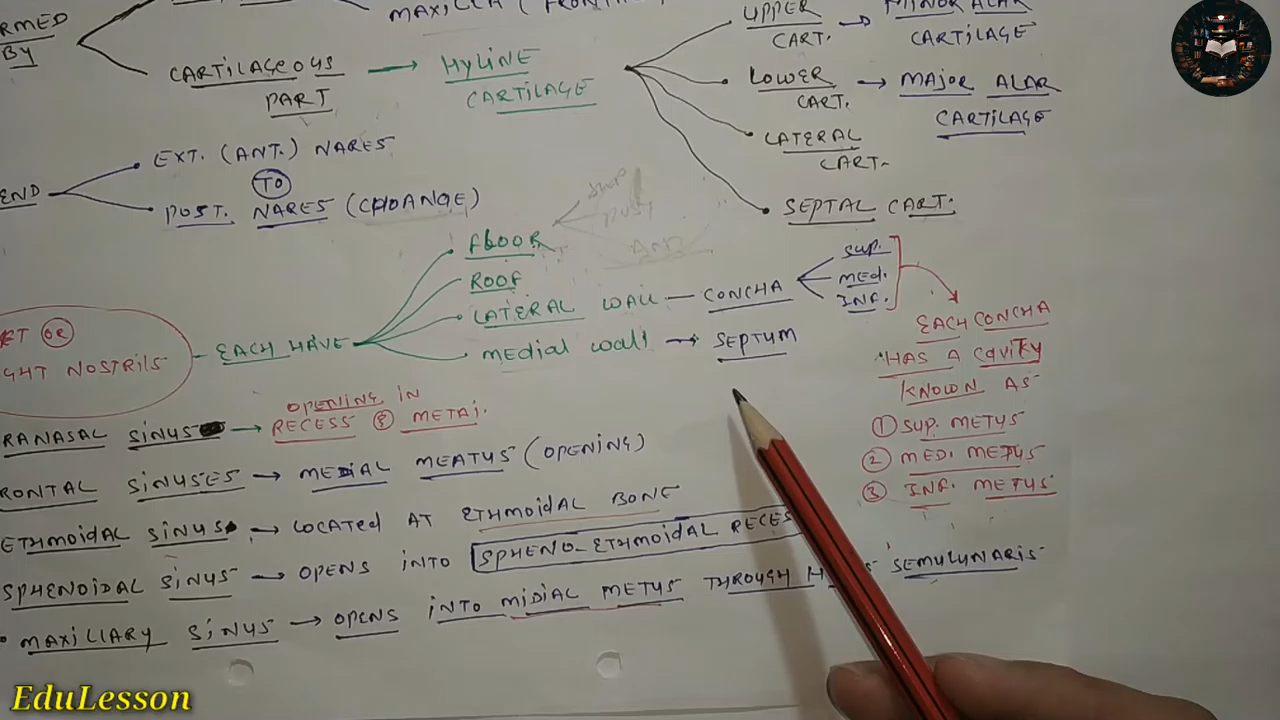 MAXILLA (FRONTAL
UPPER CART. → MINOR ALAR CARTILAGE
RMED BY
CARTILAGEOUS PART → HYLINE CARTILAGE
LOWER CART. → MAJOR ALAR CARTILAGE
LATERAL CART.
SEPTAL CART.
END
EXT. (ANT.) NARES
TO
POST. NARES (CHOANAE)
FLOOR
ROOF
LATERAL WALL — CONCHA
Sup.
Med.
INF.
MEDIAL WALL → SEPTUM
EACH HAVE
OR
GHT NOSTRILS
EACH CONCHA
HAS A CAVITY
KNOWN AS
① SUP. METUS
② MEDI METUS
③ INF. METUS
RANASAL SINUS → OPENING IN RECESS & METAI.
RONTAL SINUSES → MEDIAL MEATUS (OPENING)
ETHMOIDAL SINUS → LOCATED AT ETHMOIDAL BONE
SPHENOIDAL SINUS → OPENS INTO SPHENO-ETHMOIDAL RECES
MAXILIARY SINUS → OPENS INTO MIDIAL METUS THROUGH SEMULUNARIS
EduLesson